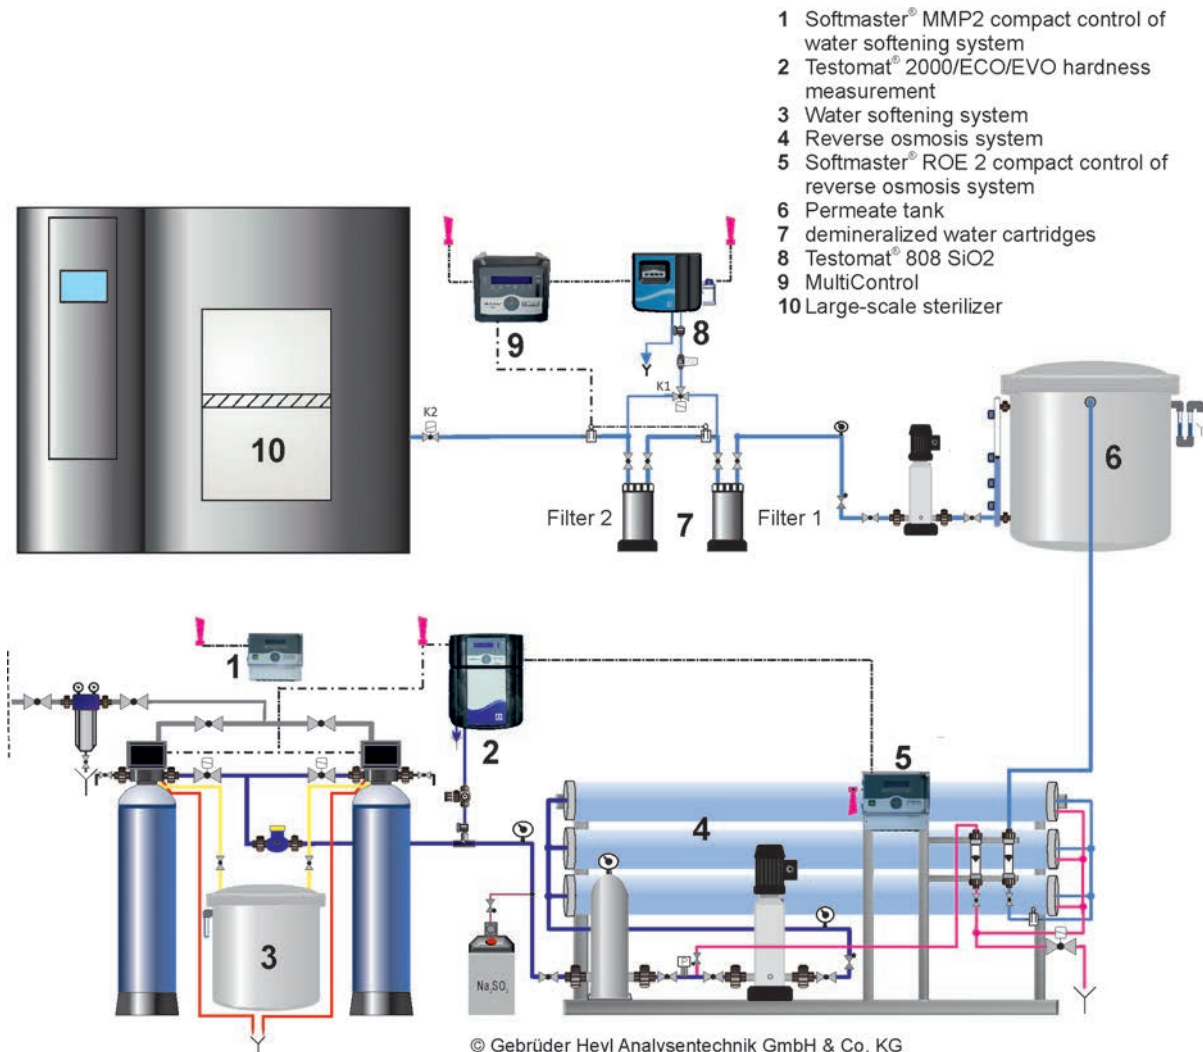 1 Softmaster® MMP2 compact control of
water softening system
2 Testomat® 2000/ECO/EVO hardness
measurement
3 Water softening system
4 Reverse osmosis system
5 Softmaster® ROE 2 compact control of
reverse osmosis system
6 Permeate tank
7 demineralized water cartridges
8 Testomat® 808 SiO2
9 MultiControl
10 Large-scale sterilizer
9
8
K1
K2
10
6
Filter 2
7
Filter 1
1
2
5
4
3
P
Na₂SO₃
© Gebrüder Heyl Analysentechnik GmbH & Co. KG